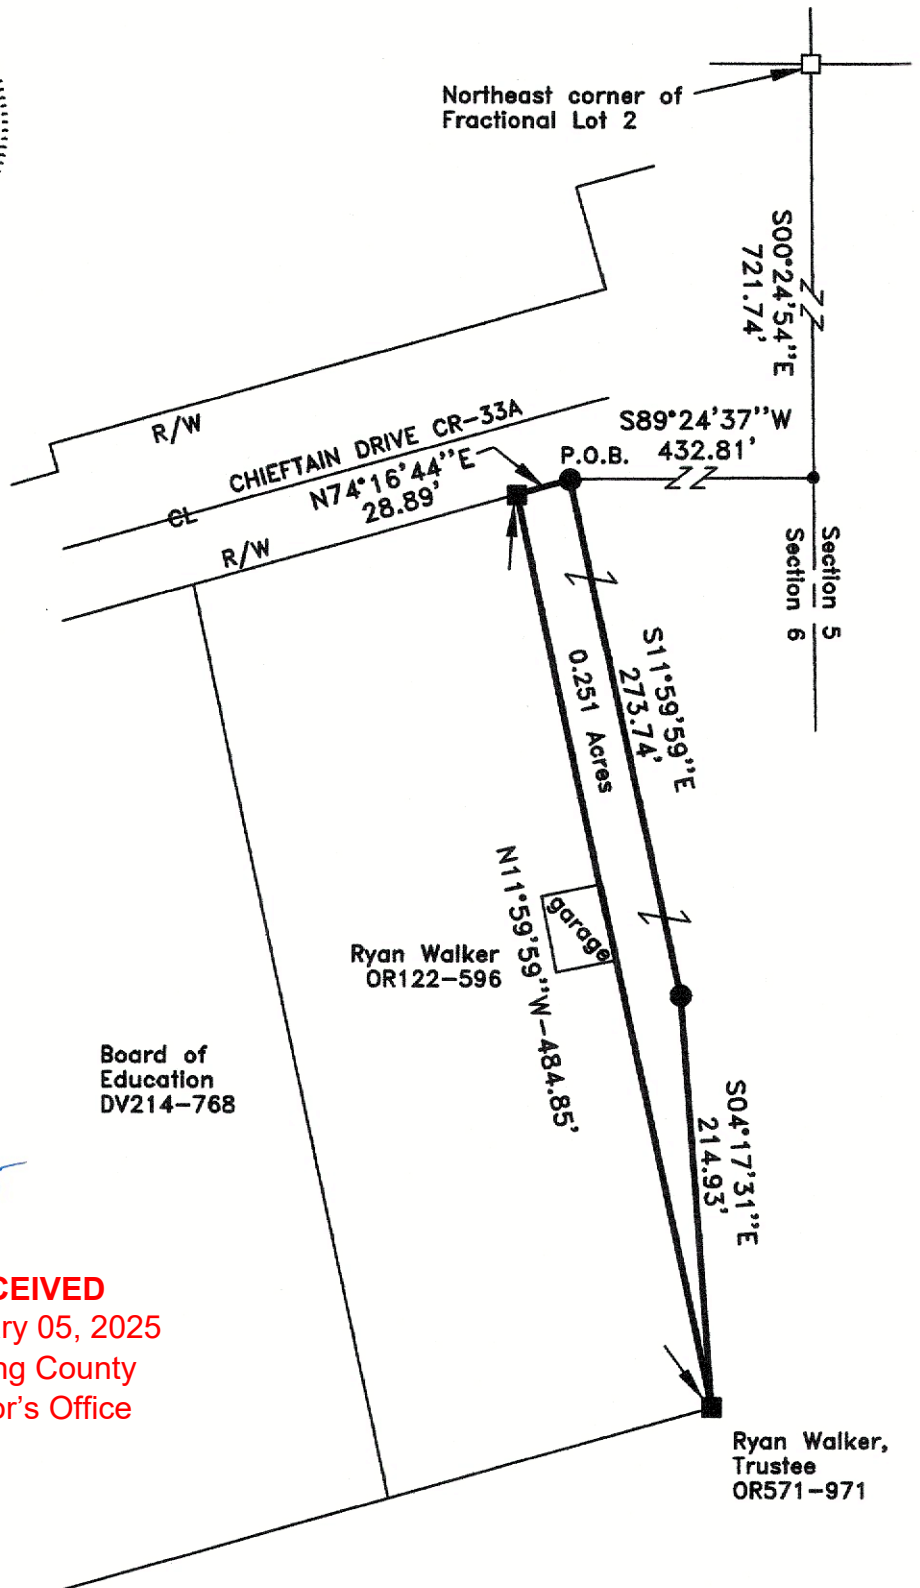 Northeast corner of
Fractional Lot 2
S00°24'54"E
721.74'
R/W
CHIEFTAIN DRIVE CR-33A
N74°16'44"E
28.89'
S89°24'37"W
432.81'
P.O.B.
CL
R/W
Section 5
Section 6
S11°59'59"E
273.74'
0.251 Acres
N11°59'59"W-484.85'
garage
Ryan Walker
OR122-596
Board of
Education
DV214-768
S04°17'31"E
214.93'
CEIVED
ry 05, 2025
ng County
or's Office
Ryan Walker,
Trustee
OR571-971